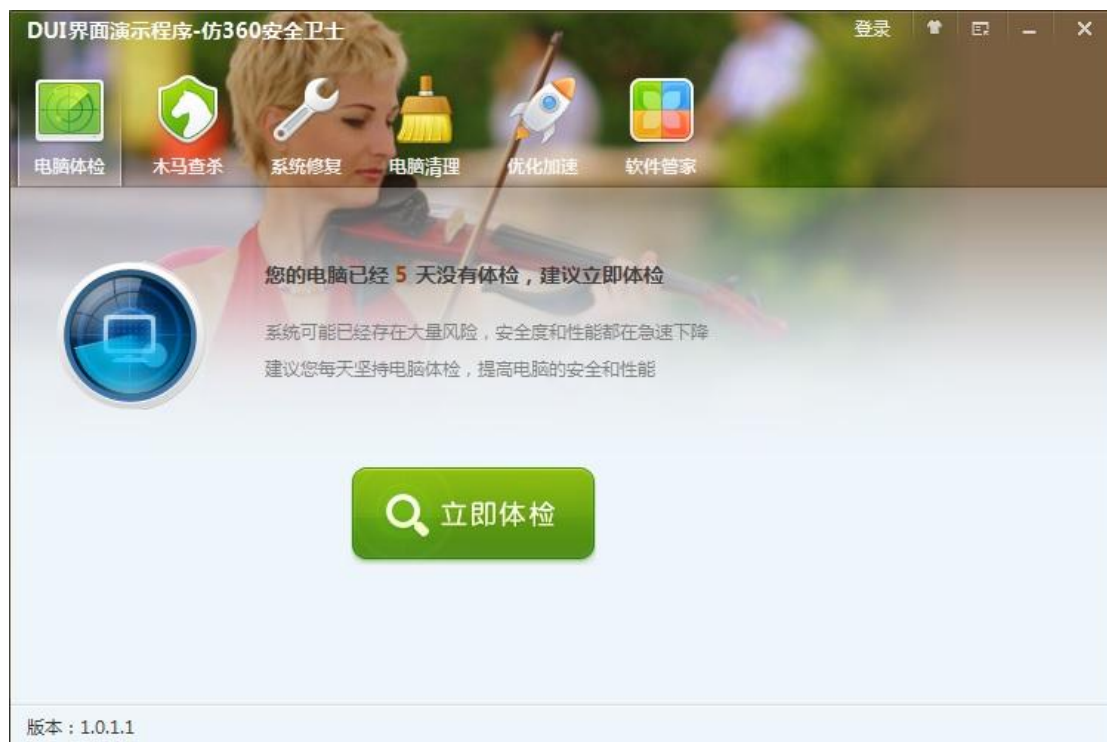 DUI界面演示程序-仿360安全卫士
登录
电脑体检
木马查杀
系统修复
电脑清理
优化加速
软件管家
您的电脑已经 5 天没有体检，建议立即体检
系统可能已经存在大量风险，安全度和性能都在急速下降
建议您每天坚持电脑体检，提高电脑的安全和性能
立即体检
版本：1.0.1.1